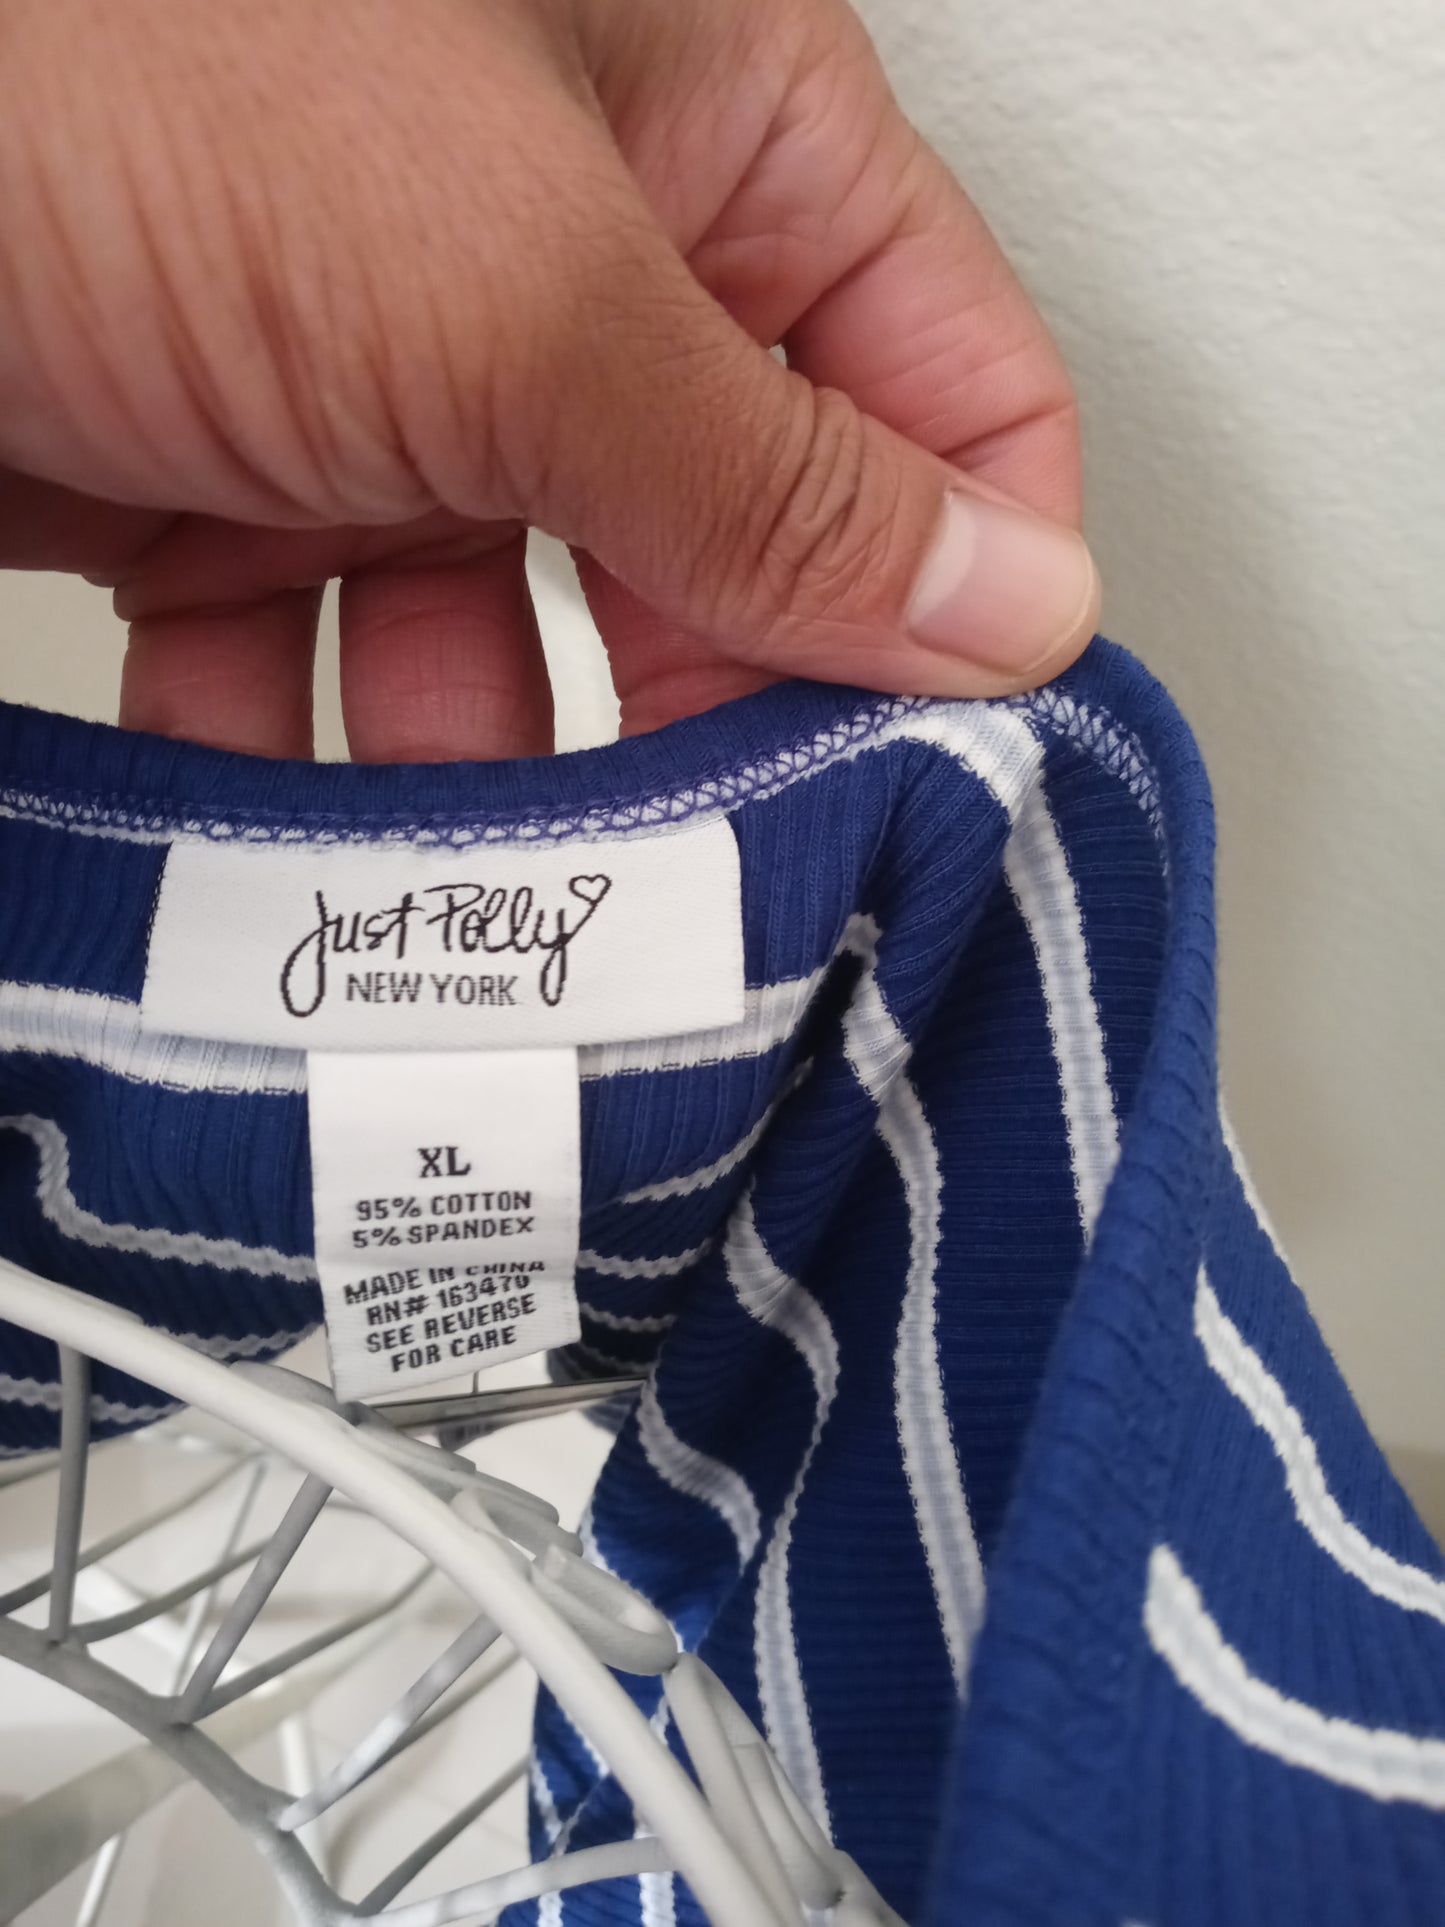 Just Polly
NEW YORK
XL
95% COTTON
5% SPANDEX
MADE IN CHINA
RN# 163470
SEE REVERSE
FOR CARE